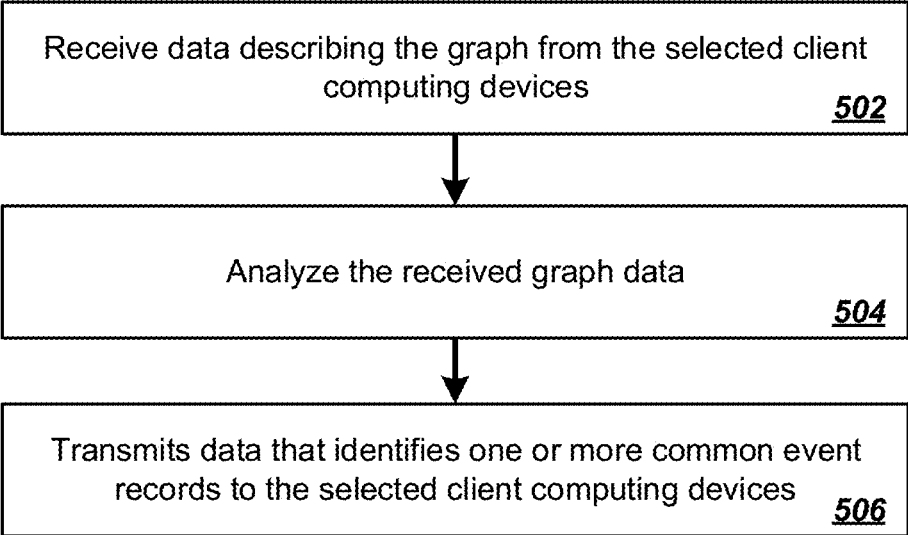 Receive data describing the graph from the selected client
computing devices
502
Analyze the received graph data
504
Transmits data that identifies one or more common event
records to the selected client computing devices
506